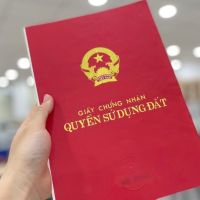 GIẤY CHỨNG NHẬN
QUYỀN SỬ DỤNG ĐẤT